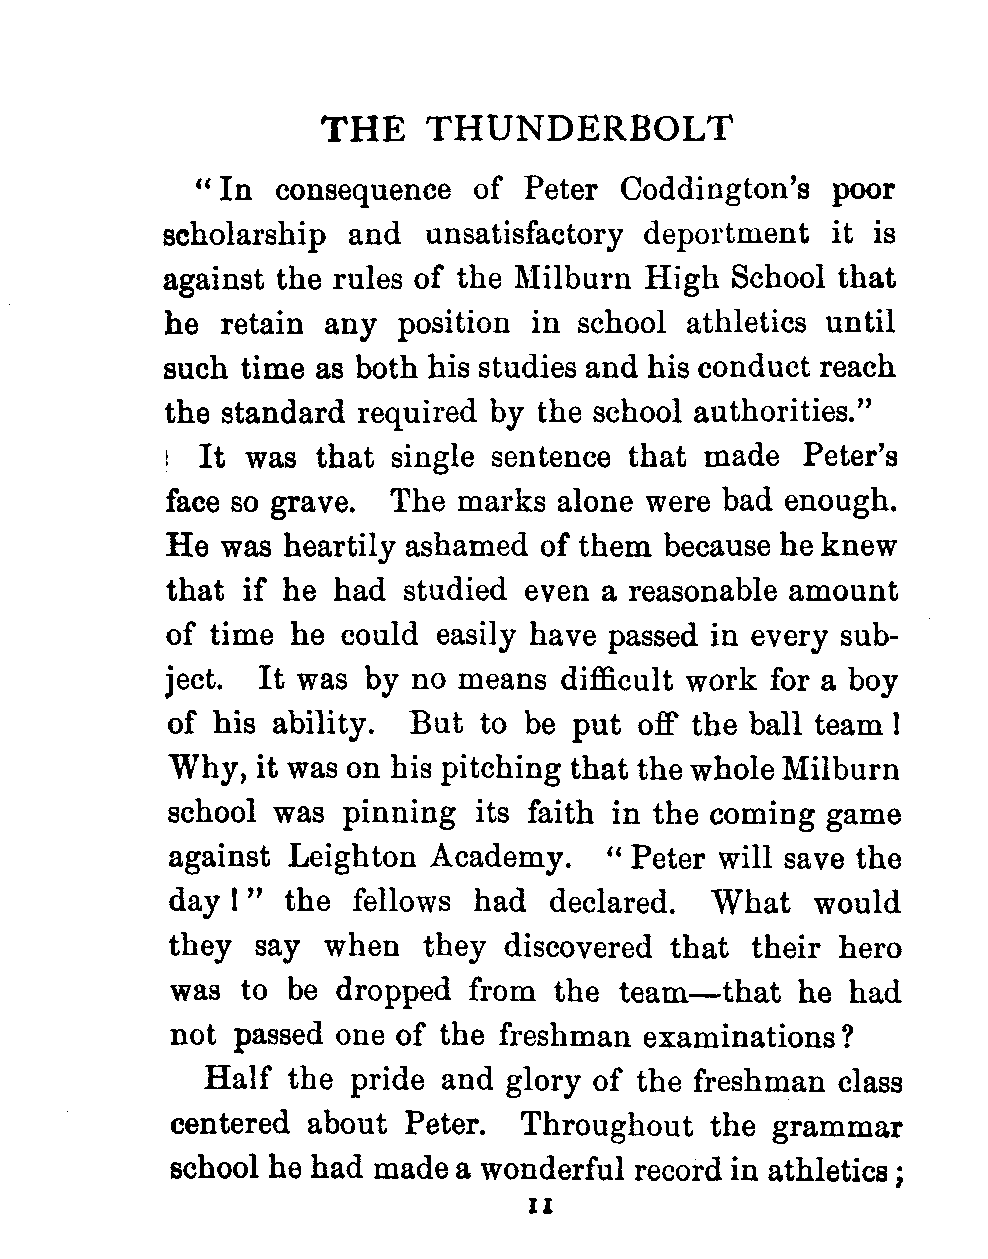 THE THUNDERBOLT
“In consequence of Peter Coddington’s poor
scholarship and unsatisfactory deportment it is
against the rules of the Milburn High School that
he retain any position in school athletics until
such time as both his studies and his conduct reach
the standard required by the school authorities.”
It was that single sentence that made Peter’s
face so grave. The marks alone were bad enough.
He was heartily ashamed of them because he knew
that if he had studied even a reasonable amount
of time he could easily have passed in every sub-
ject. It was by no means difficult work for a boy
of his ability. But to be put off the ball team!
Why, it was on his pitching that the whole Milburn
school was pinning its faith in the coming game
against Leighton Academy. “Peter will save the
day!” the fellows had declared. What would
they say when they discovered that their hero
was to be dropped from the team—that he had
not passed one of the freshman examinations?
Half the pride and glory of the freshman class
centered about Peter. Throughout the grammar
school he had made a wonderful record in athletics;
11